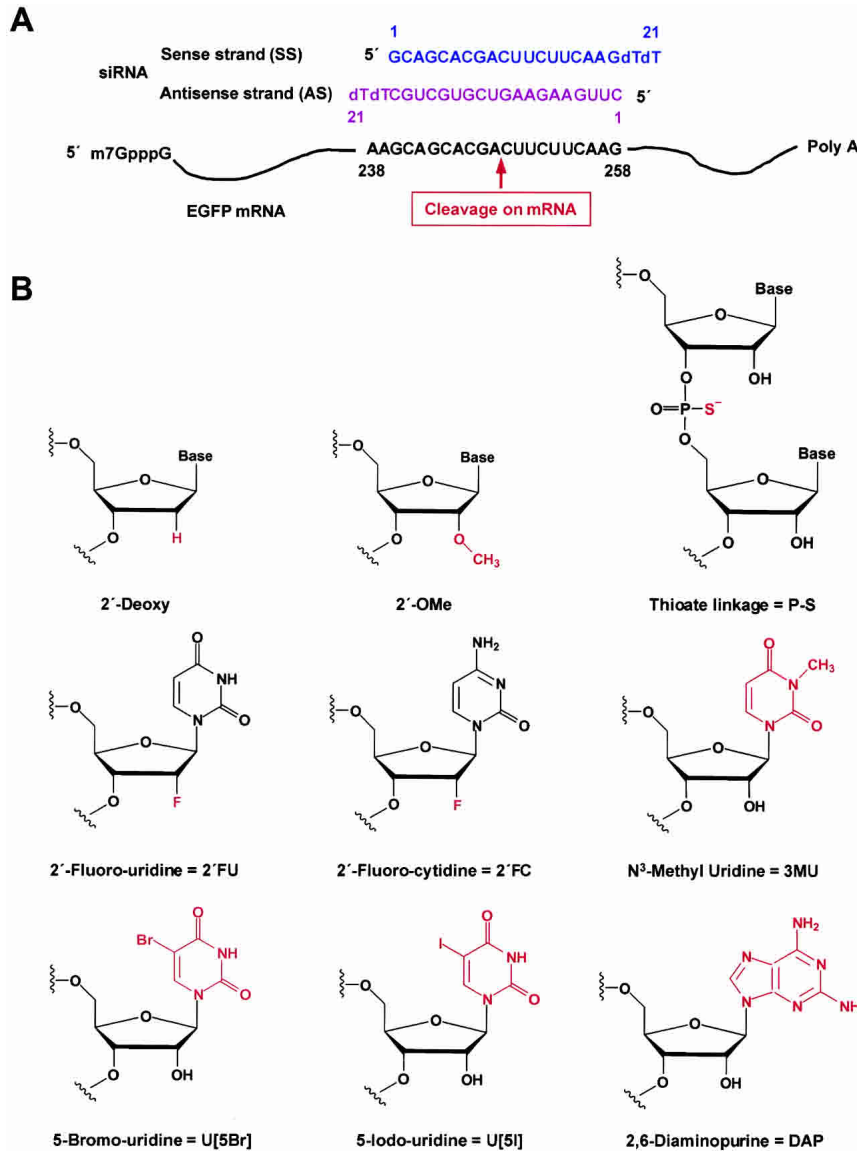 A
1 21
Sense strand (SS) 5´ GCAGCACGACUUCUUCAAGdTdT
siRNA
Antisense strand (AS) dTdTCGUCGUGCUGAAGAAGUUC 5´
21 1
5´ m7GpppG AAGCAGCACGACUUCUUCAAG Poly A
238 258
EGFP mRNA Cleavage on mRNA
B
O Base
O
O OH
O=P-S−
O O O
Base Base Base
O O O
O H O O O OH
CH3
2´-Deoxy 2´-OMe Thioate linkage = P-S
O NH2 O
NH N N CH3
O N O O N O O N O
O O O
O F O F O OH
2´-Fluoro-uridine = 2´FU 2´-Fluoro-cytidine = 2´FC N3-Methyl Uridine = 3MU
Br O I O NH2
NH NH N N
O N O O N O O N N NH
O O O
O OH O OH O OH
5-Bromo-uridine = U[5Br] 5-Iodo-uridine = U[5I] 2,6-Diaminopurine = DAP